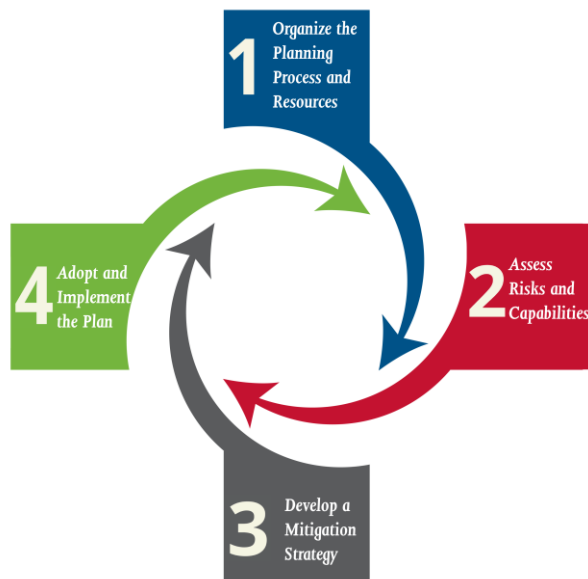 1
Organize the
Planning
Process and
Resources
2
Assess
Risks and
Capabilities
3
Develop a
Mitigation
Strategy
4
Adopt and
Implement
the Plan